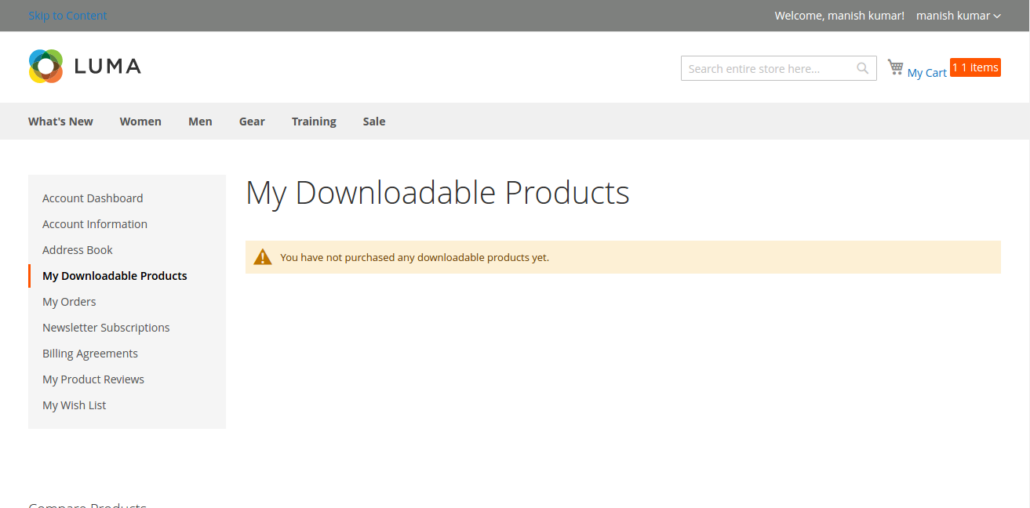 Skip to Content
Welcome, manish kumar! manish kumar
LUMA
Search entire store here...
My Cart 1 1 items
What's New Women Men Gear Training Sale
My Downloadable Products
You have not purchased any downloadable products yet.
Account Dashboard
Account Information
Address Book
My Downloadable Products
My Orders
Newsletter Subscriptions
Billing Agreements
My Product Reviews
My Wish List
Compare Products